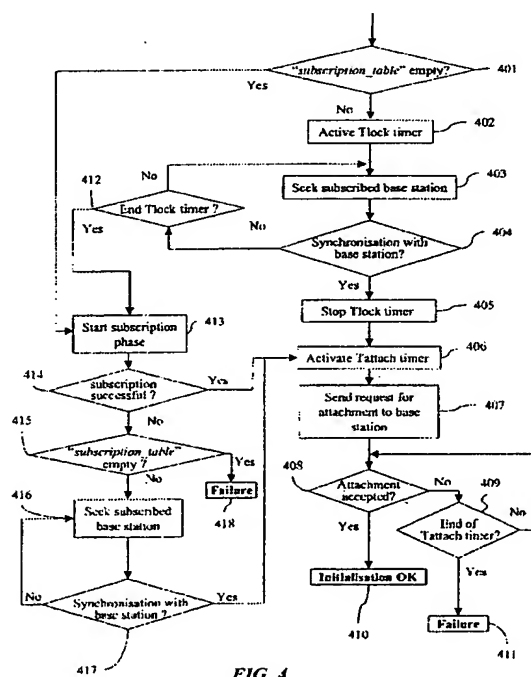 "subscription_table" empty?
401
Yes
No
402
Active Tlock timer
412
No
403
Seek subscribed base station
End Tlock timer ?
No
404
Yes
Synchronisation with
base station?
Yes
Stop Tlock timer
405
Start subscription
phase
413
Activate Tattach timer
406
414
subscription
successful ?
Yes
Send request for
attachment to base
station
407
No
415
"subscription_table"
empty ?
Yes
408
Attachment
accepted?
No
409
No
416
Failure
418
Seek subscribed
base station
Yes
End of
Tattach timer?
No
Yes
No
Synchronisation with
base station ?
Yes
Initialisation OK
410
Failure
411
417
FIG. 4